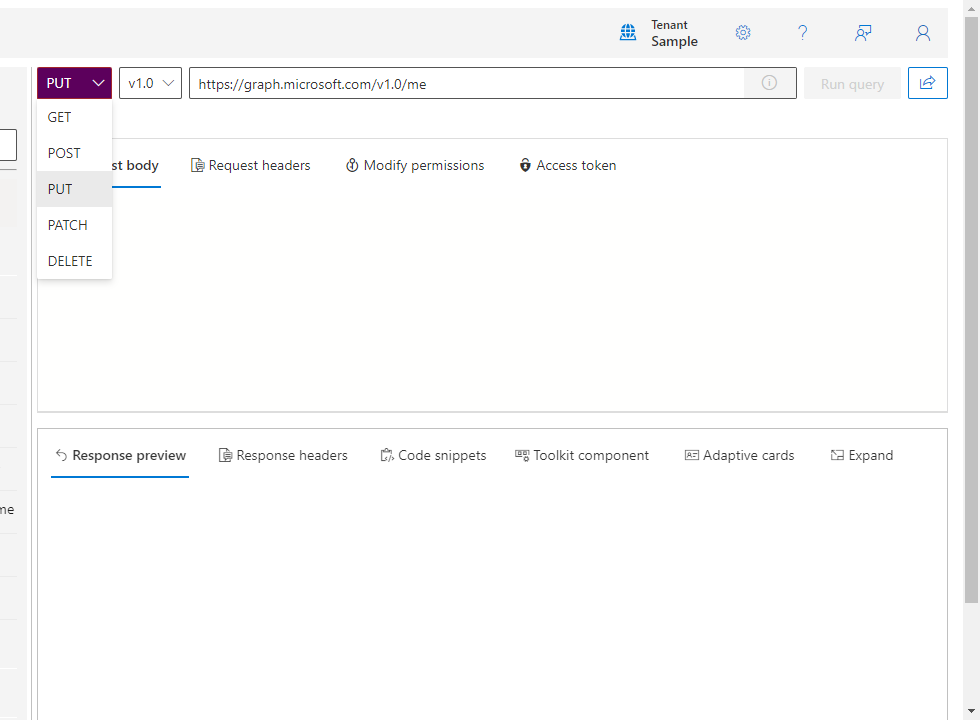 Tenant
Sample
PUT
v1.0
https://graph.microsoft.com/v1.0/me
Run query
GET
POST
PUT
PATCH
DELETE
st body
Request headers
Modify permissions
Access token
Response preview
Response headers
Code snippets
Toolkit component
Adaptive cards
Expand
me